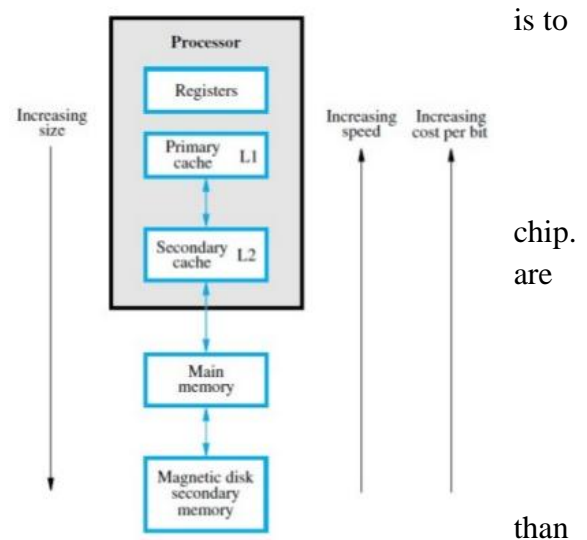 is to
Processor
Registers
Increasing
size
Increasing
speed
Increasing
cost per bit
Primary
cache L1
Secondary
cache L2
chip.
are
Main
memory
Magnetic disk
secondary
memory
than